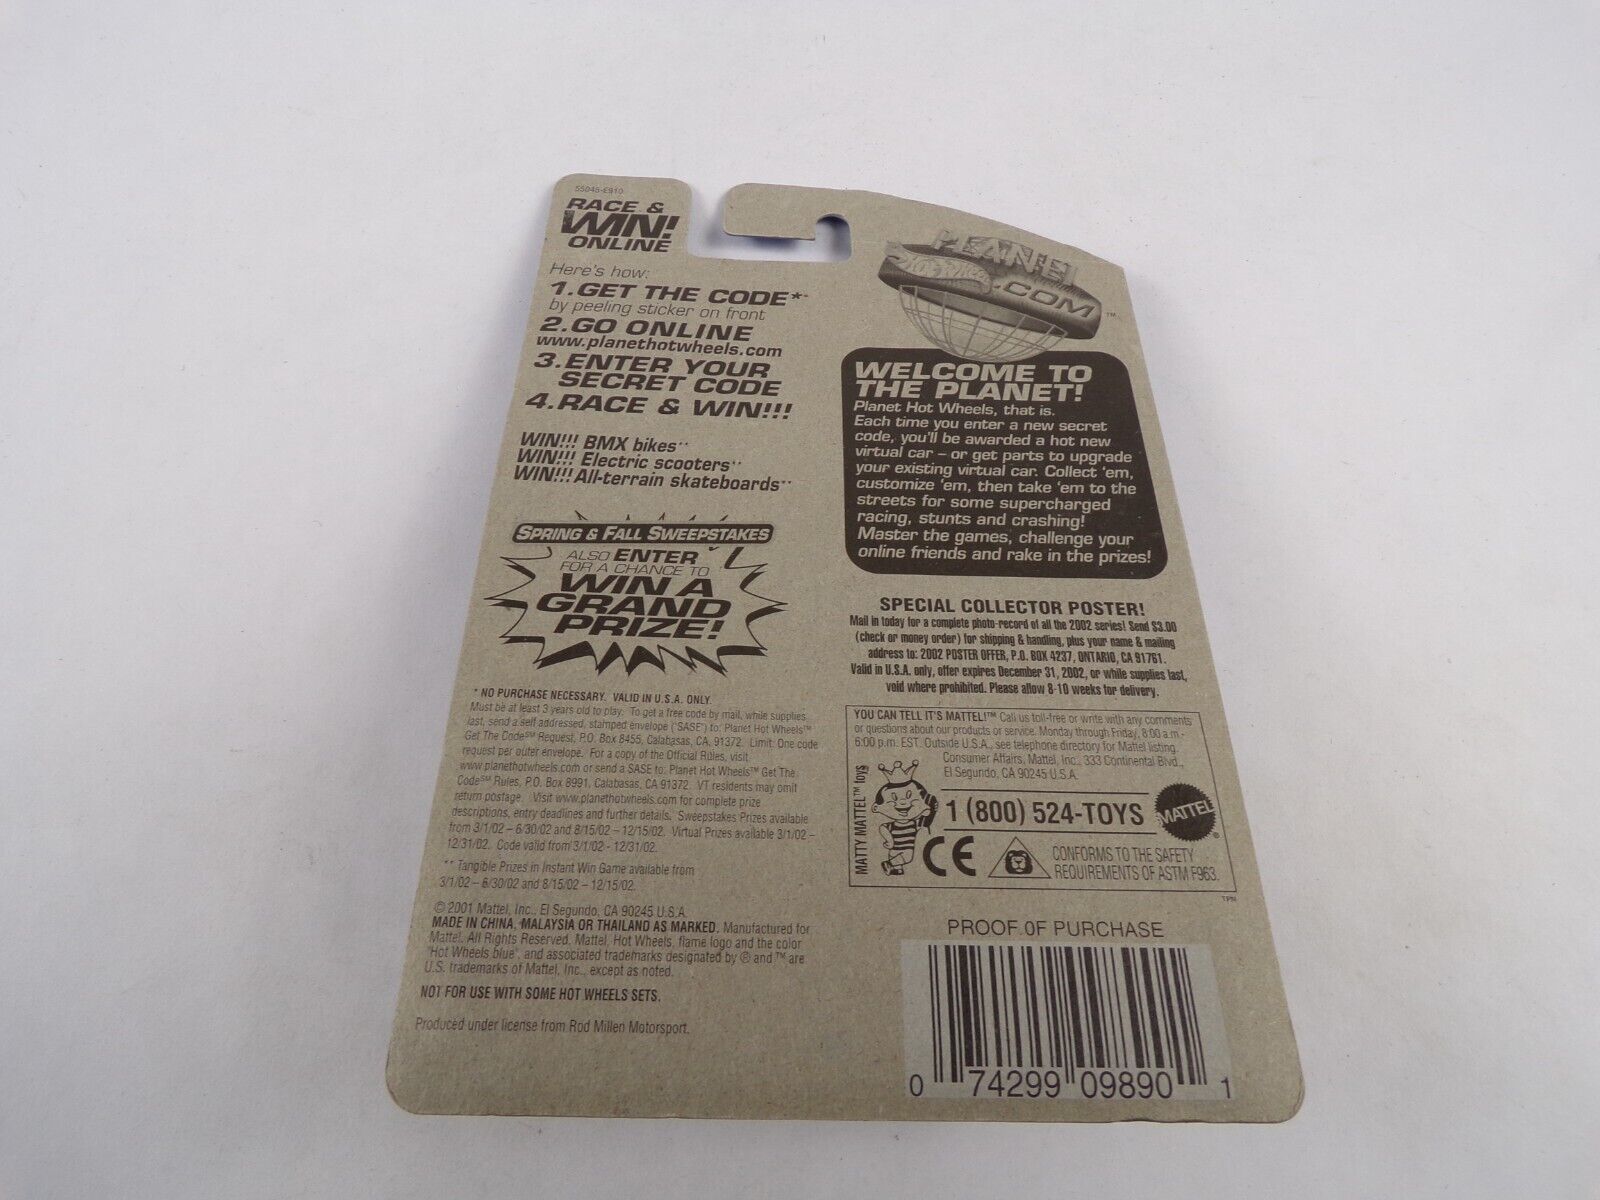 55045-E910
RACE &
WIN!
ONLINE
Here's how:
1. GET THE CODE*
by peeling sticker on front
2. GO ONLINE
www.planethotwheels.com
3. ENTER YOUR
SECRET CODE
4. RACE & WIN!!!
WIN!!! BMX bikes**
WIN!!! Electric scooters**
WIN!!! All-terrain skateboards**
SPRING & FALL SWEEPSTAKES
ALSO ENTER
FOR A CHANCE TO
WIN A
GRAND
PRIZE!
* NO PURCHASE NECESSARY. VALID IN U.S.A. ONLY.
Must be at least 3 years old to play. To get a free code by mail, while supplies
last, send a self addressed, stamped envelope ("SASE") to: Planet Hot Wheels™
Get The Code℠ Request, P.O. Box 8455, Calabasas, CA, 91372. Limit: One code
request per outer envelope. For a copy of the Official Rules, visit
www.planethotwheels.com or send a SASE to: Planet Hot Wheels™ Get The
Code℠ Rules, P.O. Box 8991, Calabasas, CA 91372. VT residents may omit
return postage. Visit www.planethotwheels.com for complete prize
descriptions, entry deadlines and further details. Sweepstakes Prizes available
from 3/1/02 – 6/30/02 and 8/15/02 – 12/15/02. Virtual Prizes available 3/1/02 –
12/31/02. Code valid from 3/1/02 - 12/31/02.
** Tangible Prizes in Instant Win Game available from
3/1/02 – 6/30/02 and 8/15/02 – 12/15/02.
© 2001 Mattel, Inc., El Segundo, CA 90245 U.S.A.
MADE IN CHINA, MALAYSIA OR THAILAND AS MARKED. Manufactured for
Mattel. All Rights Reserved. Mattel, Hot Wheels, flame logo and the color
"Hot Wheels blue", and associated trademarks designated by ® and ™ are
U.S. trademarks of Mattel, Inc., except as noted.
NOT FOR USE WITH SOME HOT WHEELS SETS.
Produced under license from Rod Millen Motorsport.
PLANET
Hot Wheels
.COM
™
WELCOME TO
THE PLANET!
Planet Hot Wheels, that is.
Each time you enter a new secret
code, you'll be awarded a hot new
virtual car – or get parts to upgrade
your existing virtual car. Collect 'em,
customize 'em, then take 'em to the
streets for some supercharged
racing, stunts and crashing!
Master the games, challenge your
online friends and rake in the prizes!
SPECIAL COLLECTOR POSTER!
Mail in today for a complete photo-record of all the 2002 series! Send $3.00
(check or money order) for shipping & handling, plus your name & mailing
address to: 2002 POSTER OFFER, P.O. BOX 4237, ONTARIO, CA 91761.
Valid in U.S.A. only, offer expires December 31, 2002, or while supplies last,
void where prohibited. Please allow 8-10 weeks for delivery.
YOU CAN TELL IT'S MATTEL!™ Call us toll-free or write with any comments
or questions about our products or service. Monday through Friday, 8:00 a.m.-
6:00 p.m. EST. Outside U.S.A., see telephone directory for Mattel listing.
Consumer Affairs, Mattel, Inc., 333 Continental Blvd.,
El Segundo, CA 90245 U.S.A.
MATTY MATTEL™ toys
1 (800) 524-TOYS
MATTEL
®
CE
CONFORMS TO THE SAFETY
REQUIREMENTS OF ASTM F963.
TPN
PROOF OF PURCHASE
0 74299 09890 1